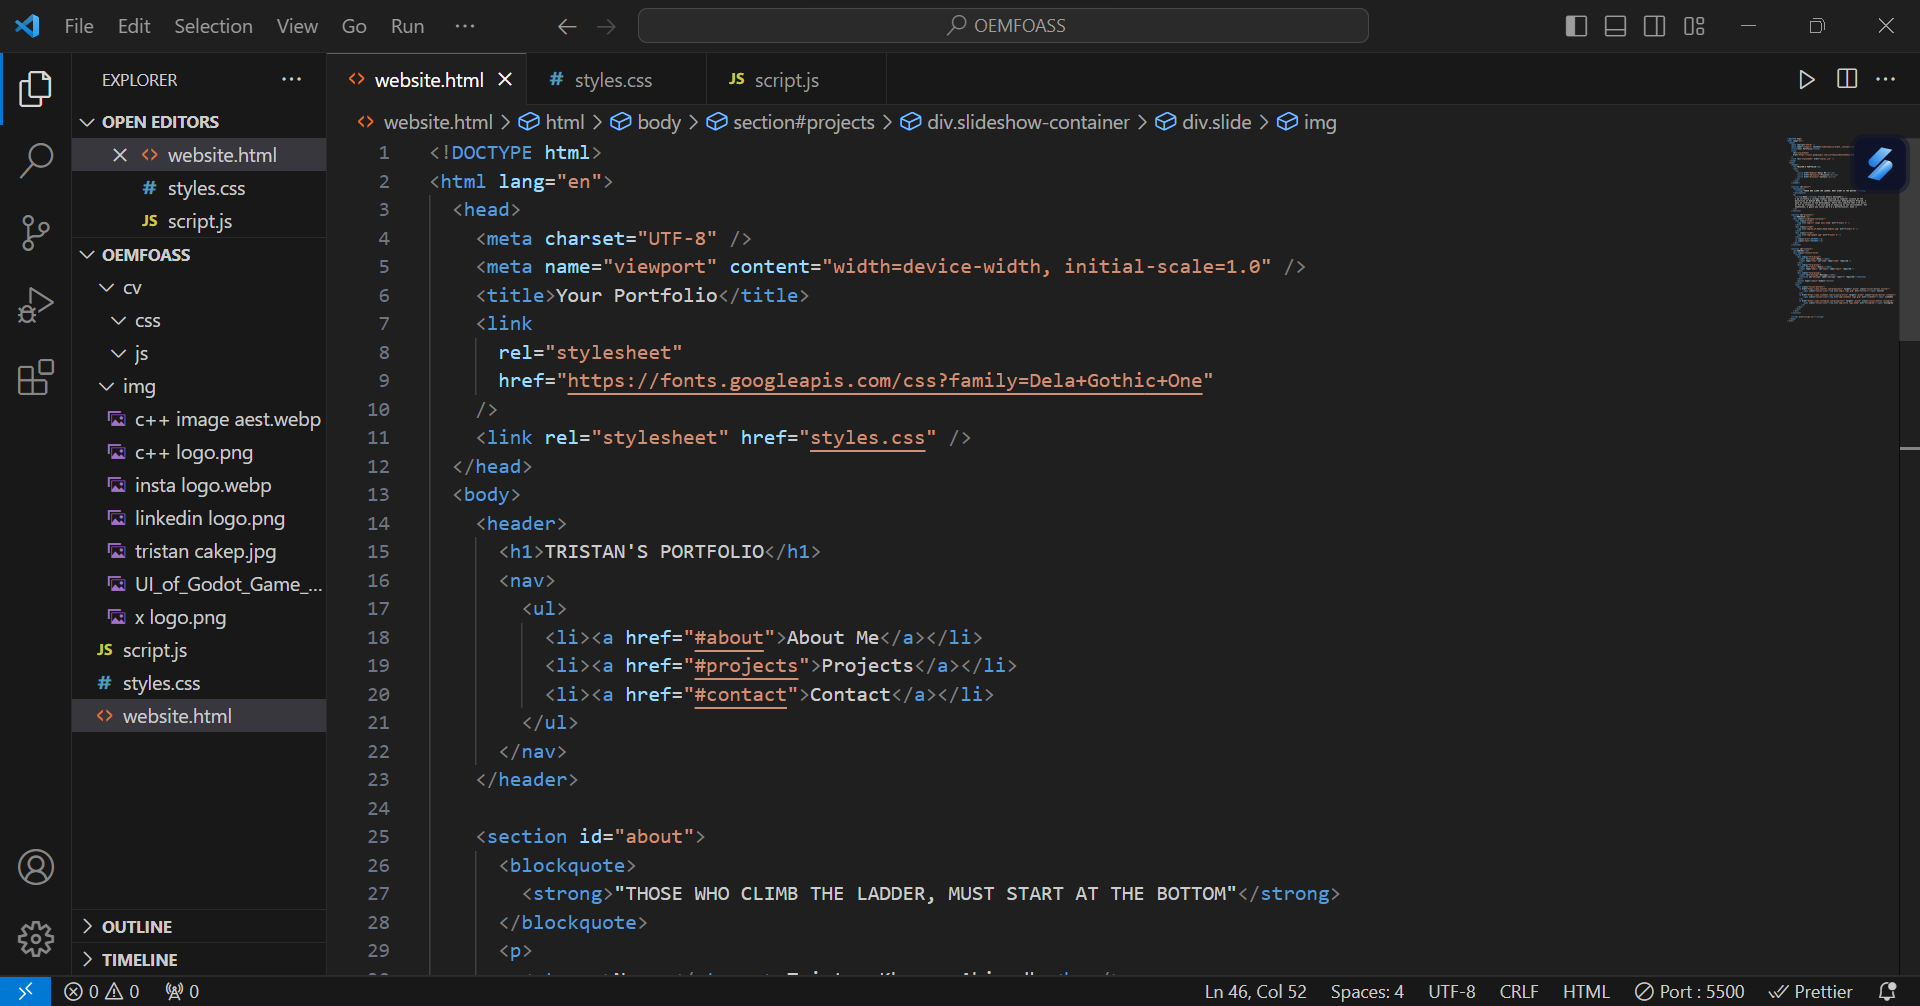 File Edit Selection View Go Run ··· OEMFOASS
EXPLORER ···
website.html
# styles.css
JS script.js
OPEN EDITORS
website.html
# styles.css
JS script.js
OEMFOASS
cv
css
js
img
c++ image aest.webp
c++ logo.png
insta logo.webp
linkedin logo.png
tristan cakep.jpg
UI_of_Godot_Game_...
x logo.png
JS script.js
# styles.css
website.html
OUTLINE
TIMELINE
website.html > html > body > section#projects > div.slideshow-container > div.slide > img
1 <!DOCTYPE html>
2 <html lang="en">
3 <head>
4 <meta charset="UTF-8" />
5 <meta name="viewport" content="width=device-width, initial-scale=1.0" />
6 <title>Your Portfolio</title>
7 <link
8 rel="stylesheet"
9 href="https://fonts.googleapis.com/css?family=Dela+Gothic+One"
10 />
11 <link rel="stylesheet" href="styles.css" />
12 </head>
13 <body>
14 <header>
15 <h1>TRISTAN'S PORTFOLIO</h1>
16 <nav>
17 <ul>
18 <li><a href="#about">About Me</a></li>
19 <li><a href="#projects">Projects</a></li>
20 <li><a href="#contact">Contact</a></li>
21 </ul>
22 </nav>
23 </header>
24
25 <section id="about">
26 <blockquote>
27 <strong>"THOSE WHO CLIMB THE LADDER, MUST START AT THE BOTTOM"</strong>
28 </blockquote>
29 <p>
0 0 0 Ln 46, Col 52 Spaces: 4 UTF-8 CRLF HTML Port : 5500 Prettier